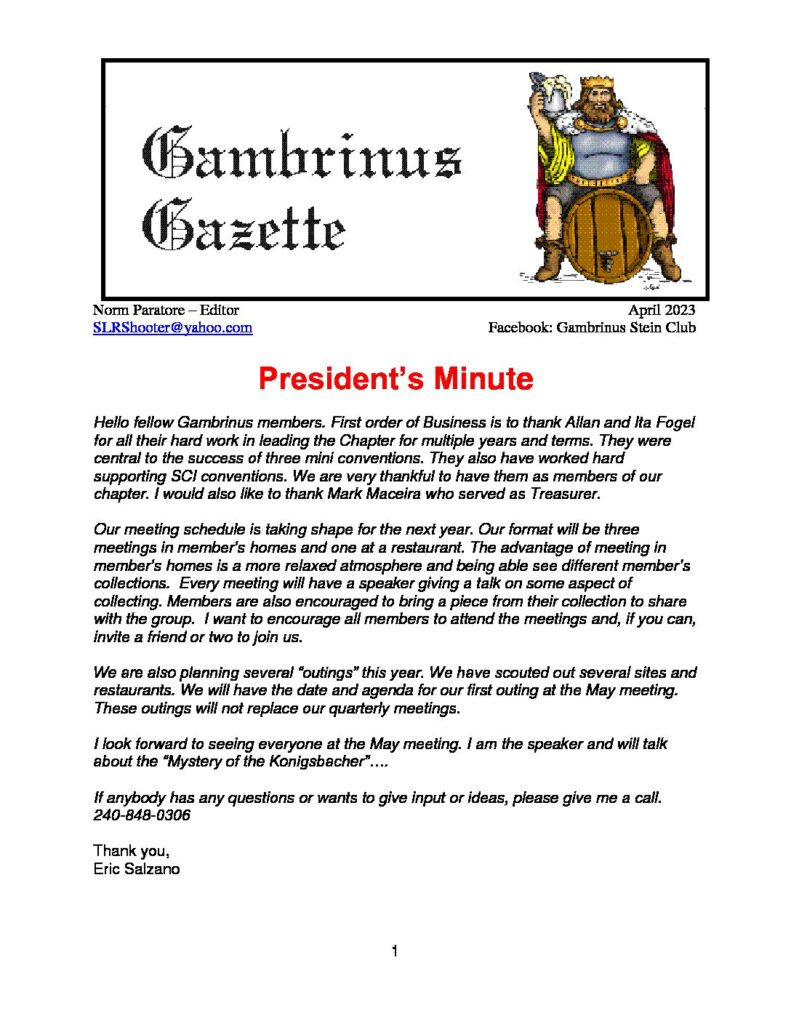 Gambrinus
Gazette
Norm Paratore – Editor
April 2023
SLRShooter@yahoo.com
Facebook: Gambrinus Stein Club
President’s Minute
Hello fellow Gambrinus members. First order of Business is to thank Allan and Ita Fogel
for all their hard work in leading the Chapter for multiple years and terms. They were
central to the success of three mini conventions. They also have worked hard
supporting SCI conventions. We are very thankful to have them as members of our
chapter. I would also like to thank Mark Maceira who served as Treasurer.
Our meeting schedule is taking shape for the next year. Our format will be three
meetings in member’s homes and one at a restaurant. The advantage of meeting in
member’s homes is a more relaxed atmosphere and being able see different member’s
collections.  Every meeting will have a speaker giving a talk on some aspect of
collecting. Members are also encouraged to bring a piece from their collection to share
with the group.  I want to encourage all members to attend the meetings and, if you can,
invite a friend or two to join us.
We are also planning several “outings” this year. We have scouted out several sites and
restaurants. We will have the date and agenda for our first outing at the May meeting.
These outings will not replace our quarterly meetings.
I look forward to seeing everyone at the May meeting. I am the speaker and will talk
about the “Mystery of the Konigsbacher”….
If anybody has any questions or wants to give input or ideas, please give me a call.
240-848-0306
Thank you,
Eric Salzano
1